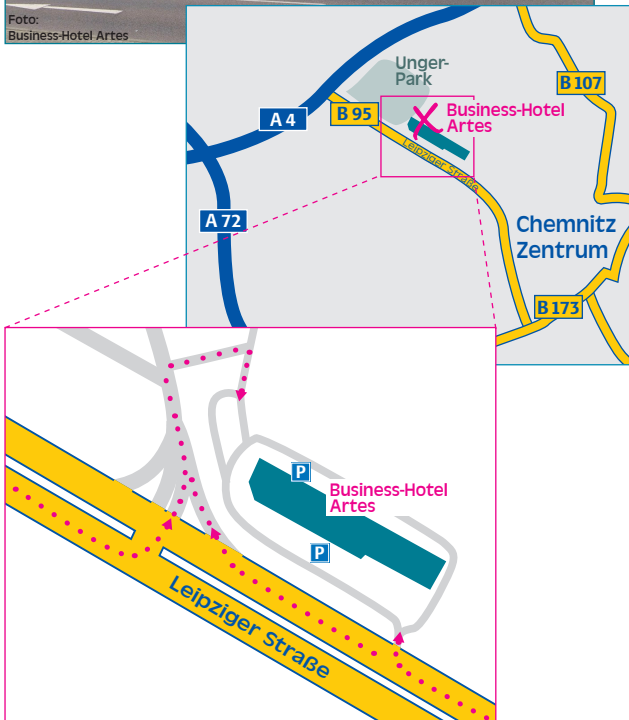 Foto:
Business-Hotel Artes
Unger-
Park
B 107
A 4
B 95
Business-Hotel
Artes
Leipziger Straße
A 72
Chemnitz
Zentrum
B 173
P
Business-Hotel
Artes
P
Leipziger Straße